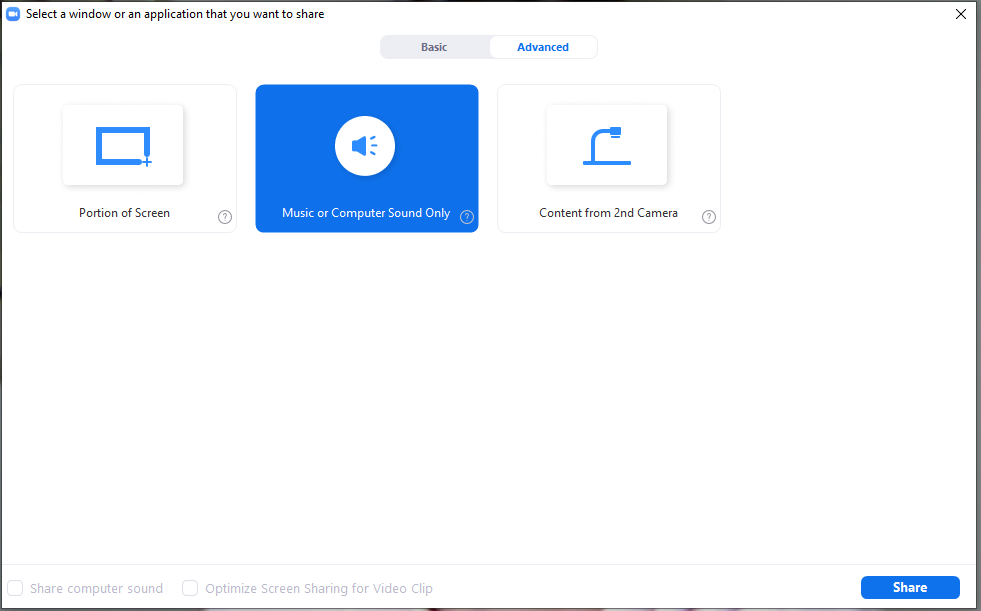 Select a window or an application that you want to share
Basic Advanced
Portion of Screen ?
Music or Computer Sound Only ?
Content from 2nd Camera ?
Share computer sound Optimize Screen Sharing for Video Clip Share